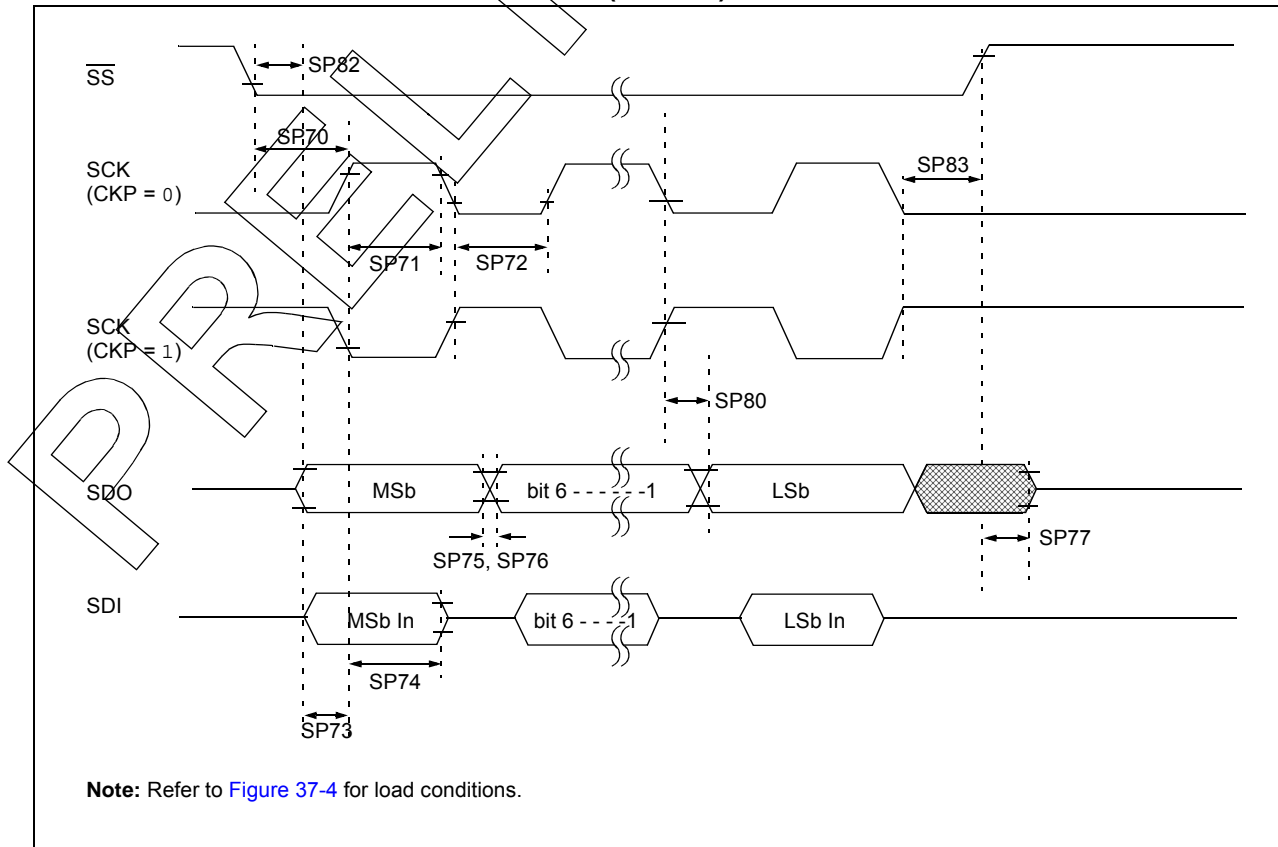 SS
SP82
SP70
SCK
(CKP = 0)
SP83
SP71
SP72
SCK
(CKP = 1)
SP80
SDO
MSb
bit 6 - - - - - -1
LSb
SP77
SP75, SP76
SDI
MSb In
bit 6 - - - -1
LSb In
SP74
SP73
Note: Refer to Figure 37-4 for load conditions.
PREL